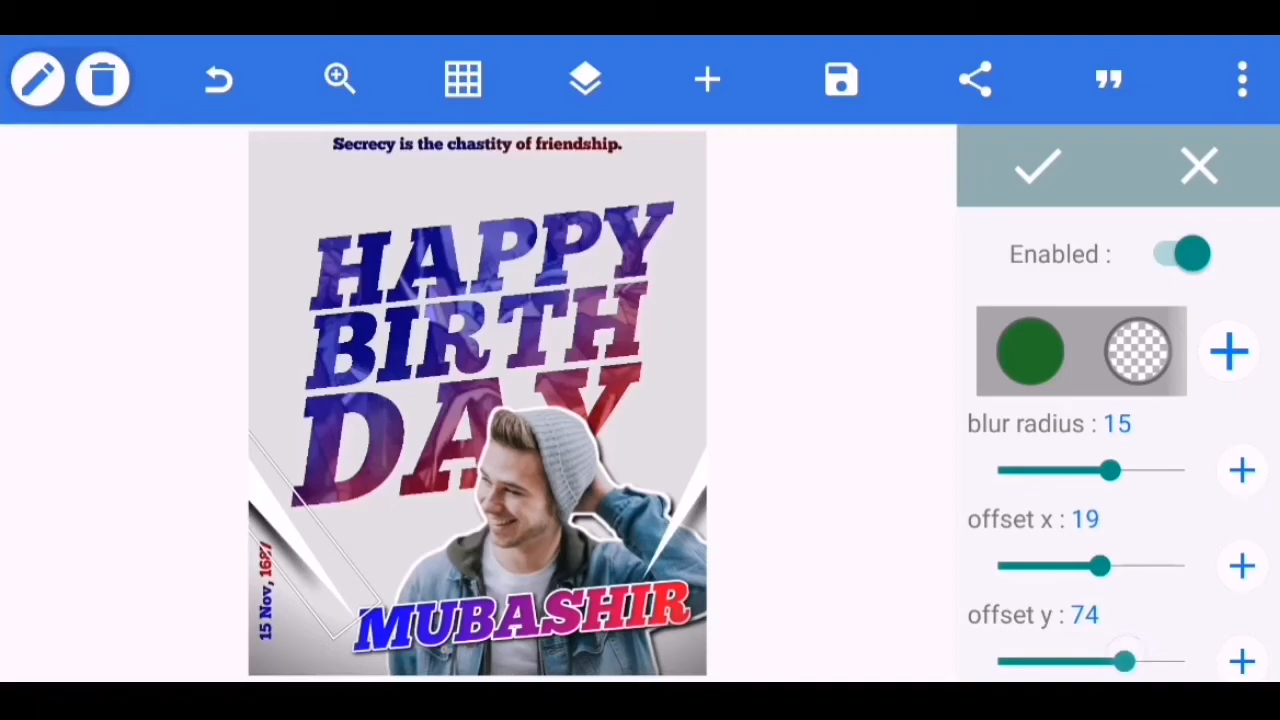 Secrecy is the chastity of friendship.
HAPPY
BIRTH
DAY
15 Nov, 1687
MUBASHIR
Enabled :
blur radius : 15
offset x : 19
offset y : 74